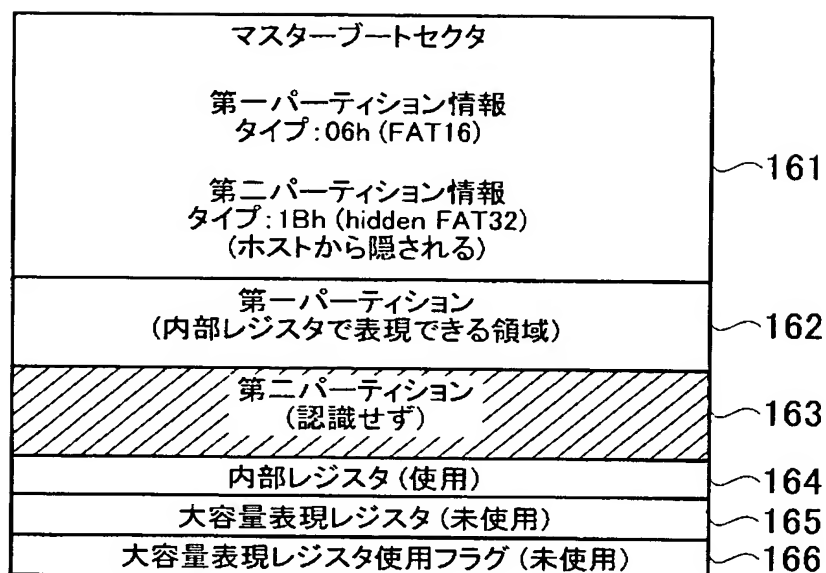 マスターブートセクタ
第一パーティション情報
タイプ:06h (FAT16)
第二パーティション情報
タイプ:1Bh (hidden FAT32)
(ホストから隠される)
161
第一パーティション
(内部レジスタで表現できる領域)
162
第二パーティション
(認識せず)
163
内部レジスタ(使用)
164
大容量表現レジスタ(未使用)
165
大容量表現レジスタ使用フラグ(未使用)
166